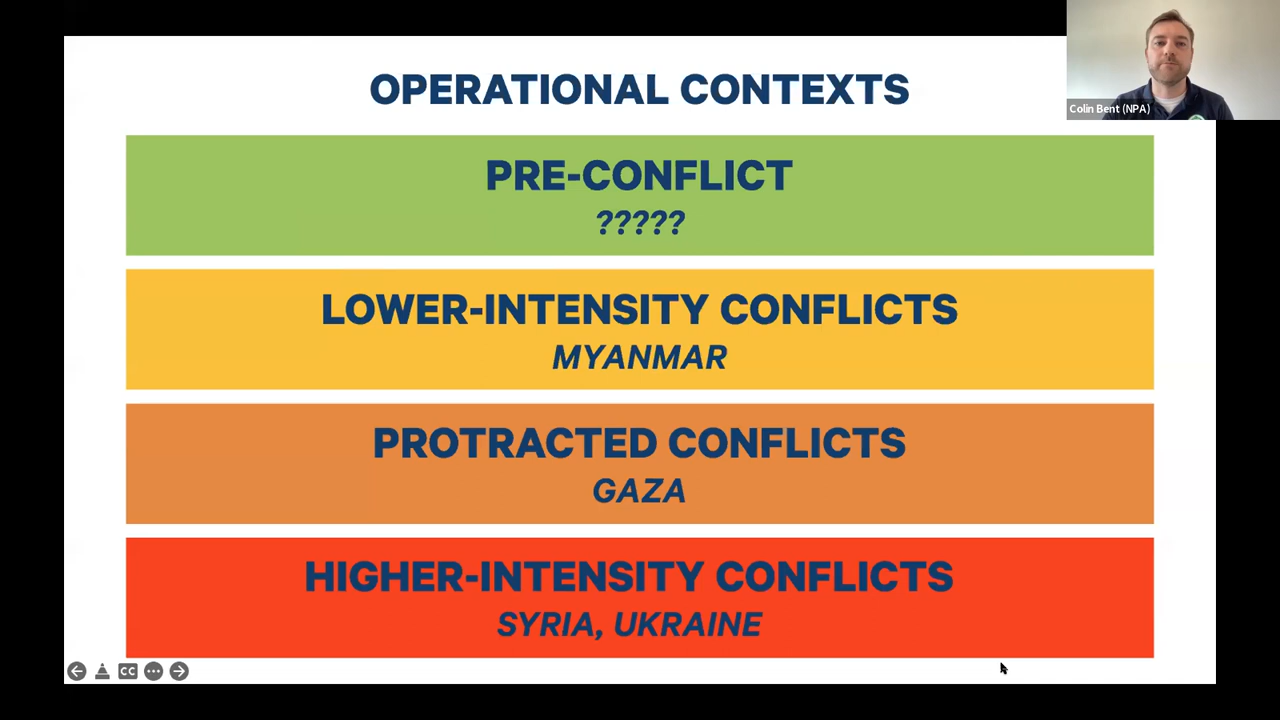 OPERATIONAL CONTEXTS
Colin Bent (NPA)
PRE-CONFLICT
?????
LOWER-INTENSITY CONFLICTS
MYANMAR
PROTRACTED CONFLICTS
GAZA
HIGHER-INTENSITY CONFLICTS
SYRIA, UKRAINE
CC